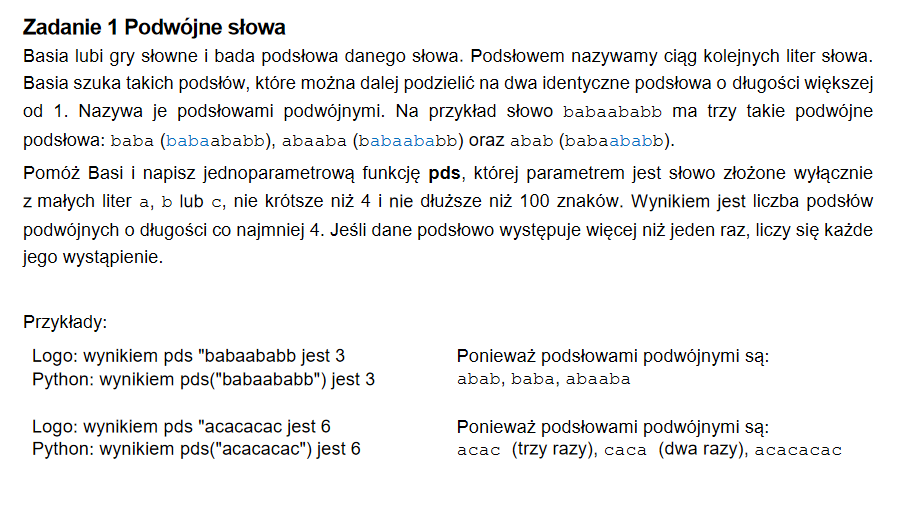 Zadanie 1 Podwójne słowa
Basia lubi gry słowne i bada podsłowa danego słowa. Podsłowem nazywamy ciąg kolejnych liter słowa.
Basia szuka takich podsłów, które można dalej podzielić na dwa identyczne podsłowa o długości większej
od 1. Nazywa je podsłowami podwójnymi. Na przykład słowo babaababb ma trzy takie podwójne
podsłowa: baba (babaababb), abaaba (babaababb) oraz abab (babaababb).
Pomóż Basi i napisz jednoparametrową funkcję pds, której parametrem jest słowo złożone wyłącznie
z małych liter a, b lub c, nie krótsze niż 4 i nie dłuższe niż 100 znaków. Wynikiem jest liczba podsłów
podwójnych o długości co najmniej 4. Jeśli dane podsłowo występuje więcej niż jeden raz, liczy się każde
jego wystąpienie.
Przykłady:
Logo: wynikiem pds "babaababb jest 3
Python: wynikiem pds("babaababb") jest 3
Ponieważ podsłowami podwójnymi są:
abab, baba, abaaba
Logo: wynikiem pds "acacacac jest 6
Python: wynikiem pds("acacacac") jest 6
Ponieważ podsłowami podwójnymi są:
acac (trzy razy), caca (dwa razy), acacacac